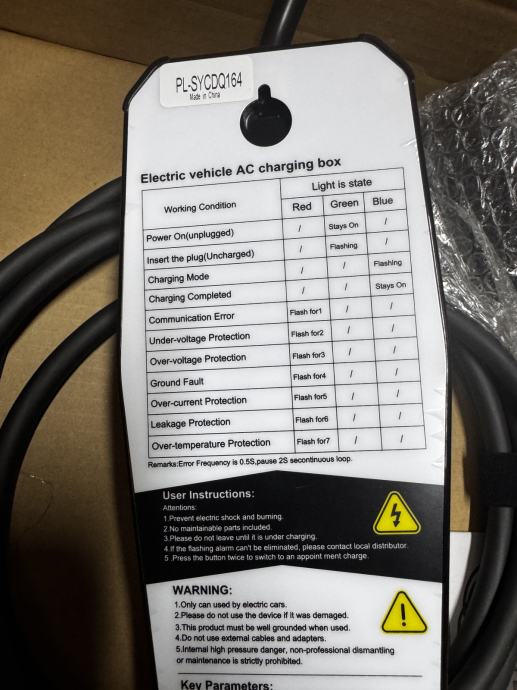 PL-SYCDQ164
Made in China
Electric vehicle AC charging box
Working Condition
Light is state
Red Green Blue
Power On(unplugged) / Stays On /
Insert the plug(Uncharged) / Flashing /
Charging Mode / / Flashing
Charging Completed / / Stays On
Communication Error Flash for1 / /
Under-voltage Protection Flash for2 / /
Over-voltage Protection Flash for3 / /
Ground Fault Flash for4 / /
Over-current Protection Flash for5 / /
Leakage Protection Flash for6 / /
Over-temperature Protection Flash for7 / /
Remarks:Error Frequency is 0.5S,pause 2S secontinuous loop.
User Instructions:
Attentions:
1.Prevent electric shock and burning.
2.No maintainable parts included.
3.Please do not leave until it is under charging.
4.If the flashing alarm can't be eliminated, please contact local distributor.
5.Press the button twice to switch to an appoint ment charge.
WARNING:
1.Only can used by electric cars.
2.Please do not use the device if it was damaged.
3.This product must be well grounded when used.
4.Do not use external cables and adapters.
5.Internal high pressure danger, non-professional dismantling
or maintenance is strictly prohibited.
Key Parameters: